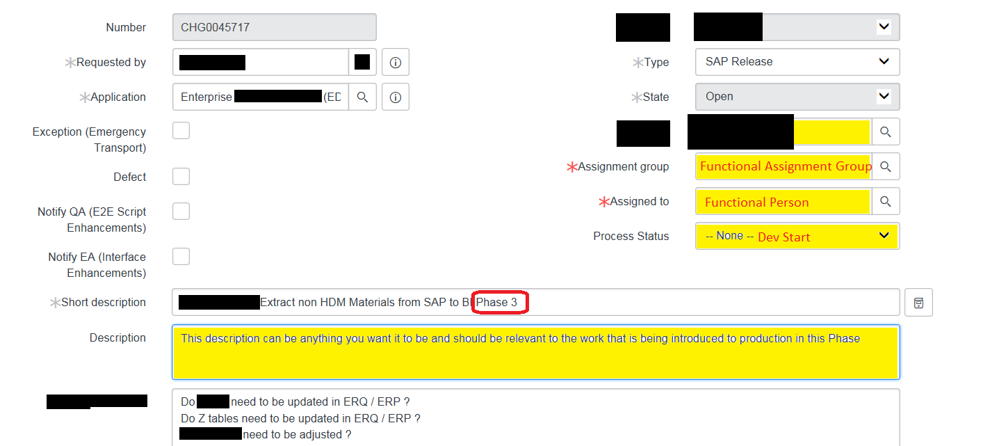 Number CHG0045717
Requested by
Type SAP Release
Application Enterprise (ED
State Open
Exception (Emergency
Transport)
Assignment group Functional Assignment Group
Defect
Assigned to Functional Person
Notify QA (E2E Script
Enhancements)
Process Status -- None -- Dev Start
Notify EA (Interface
Enhancements)
Short description Extract non HDM Materials from SAP to Phase 3
Description This description can be anything you want it to be and should be relevant to the work that is being introduced to production in this Phase
Do need to be updated in ERQ / ERP ?
Do Z tables need to be updated in ERQ / ERP ?
need to be adjusted ?